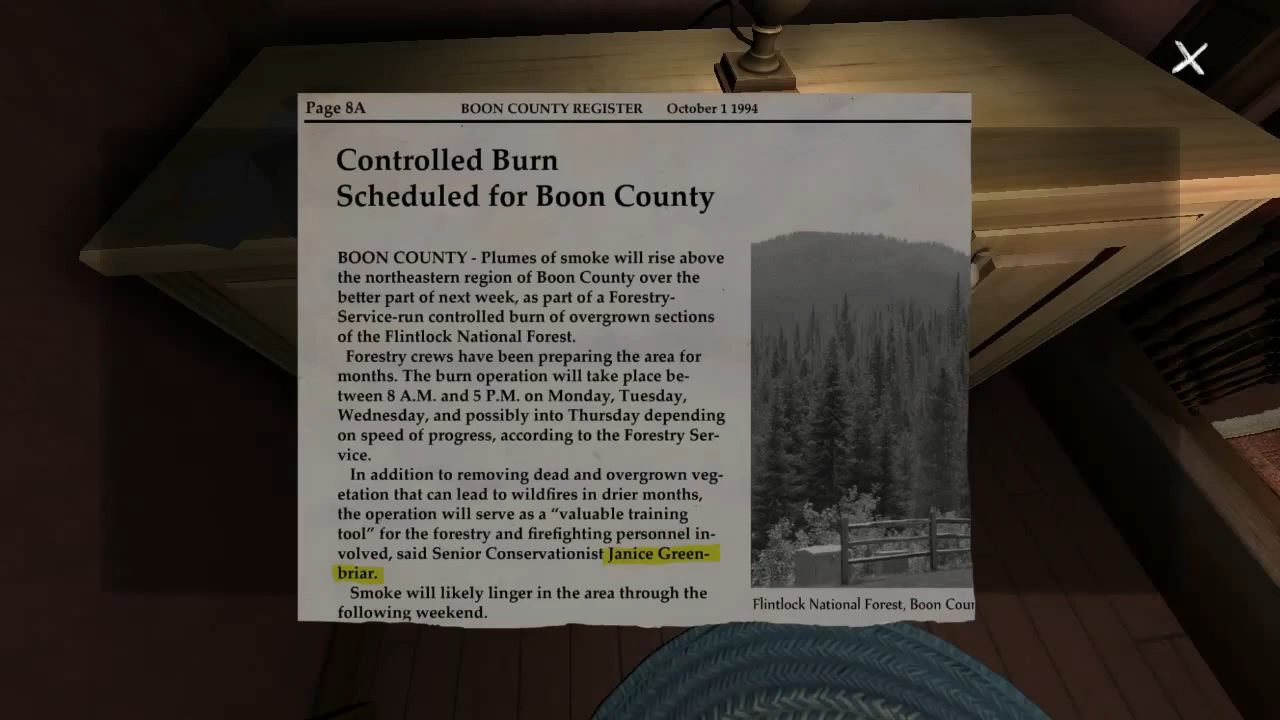 Page 8A BOON COUNTY REGISTER October 1 1994
Controlled Burn
Scheduled for Boon County
BOON COUNTY - Plumes of smoke will rise above
the northeastern region of Boon County over the
better part of next week, as part of a Forestry-
Service-run controlled burn of overgrown sections
of the Flintlock National Forest.
Forestry crews have been preparing the area for
months. The burn operation will take place be-
tween 8 A.M. and 5 P.M. on Monday, Tuesday,
Wednesday, and possibly into Thursday depending
on speed of progress, according to the Forestry Ser-
vice.
In addition to removing dead and overgrown veg-
etation that can lead to wildfires in drier months,
the operation will serve as a “valuable training
tool” for the forestry and firefighting personnel in-
volved, said Senior Conservationist Janice Green-
briar.
Smoke will likely linger in the area through the
following weekend.
Flintlock National Forest, Boon Coun